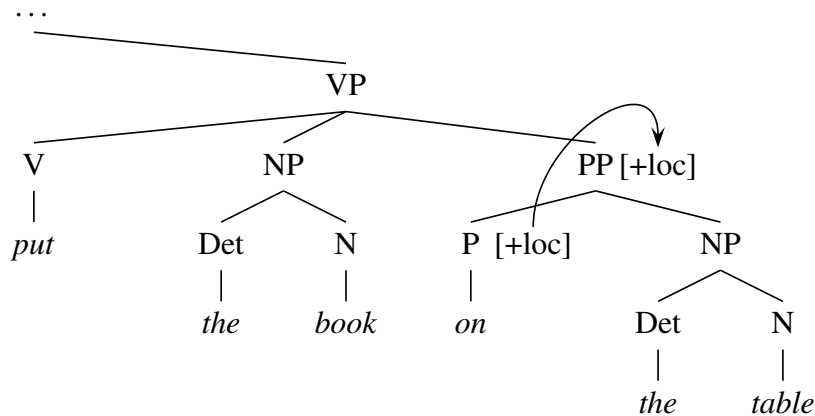 ...
VP
V NP PP [+loc]
put Det N P [+loc] NP
the book on Det N
the table